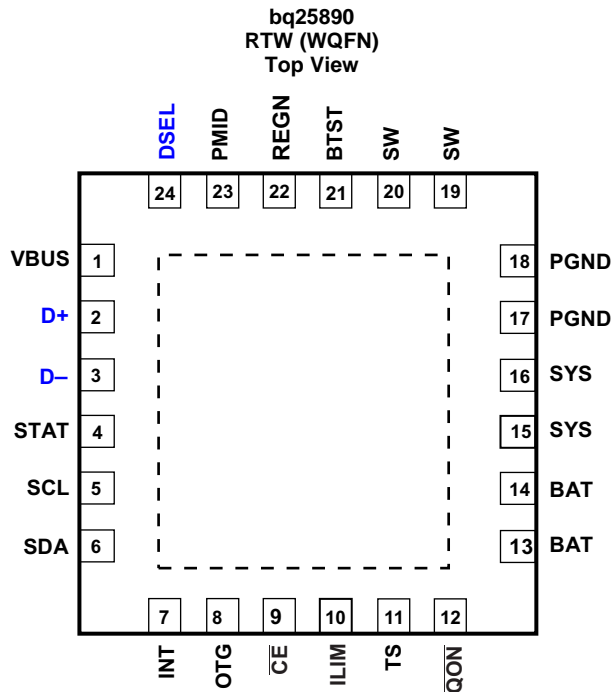 bq25890
RTW (WQFN)
Top View
DSEL PMID REGN BTST SW SW
24 23 22 21 20 19
VBUS 1 18 PGND
D+ 2 17 PGND
D– 3 16 SYS
STAT 4 15 SYS
SCL 5 14 BAT
SDA 6 13 BAT
7 8 9 10 11 12
INT OTG C̅E̅ ILIM TS Q̅O̅N̅